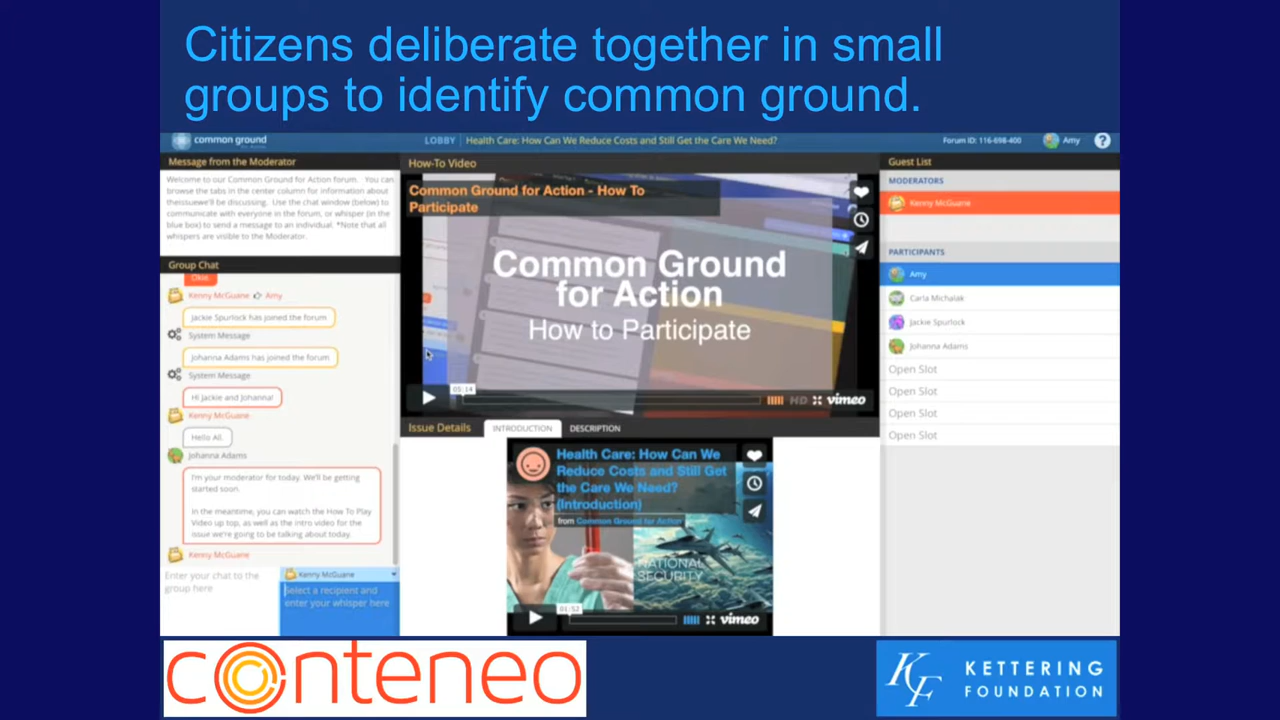 Citizens deliberate together in small
groups to identify common ground.
common ground
LOBBY
Health Care: How Can We Reduce Costs and Still Get the Care We Need?
Forum ID: 116-698-400
Amy
?
Message from the Moderator
Welcome to our Common Ground for Action forum. You can
browse the tabs in the center column for information about
theissuewe'll be discussing. Use the chat window (below) to
communicate with everyone in the forum, or whisper (in the
blue box) to send a message to an individual. *Note that all
whispers are visible to the Moderator.
Group Chat
Kenny McGuane Amy
Jackie Spurlock has joined the forum
System Message
Johanna Adams has joined the forum
System Message
Hi Jackie and Johanna!
Kenny McGuane
Hello All.
Johanna Adams
I'm your moderator for today. We'll be getting
started soon.
In the meantime, you can watch the How To Play
Video up top, as well as the intro video for the
issue we're going to be talking about today.
Kenny McGuane
Enter your chat to the
group here
Kenny McGuane
Select a recipient and
enter your whisper here
How-To Video
Common Ground for Action - How To
Participate
Common Ground
for Action
How to Participate
05:14
HD
vimeo
Issue Details
INTRODUCTION
DESCRIPTION
Health Care: How Can We
Reduce Costs and Still Get
the Care We Need?
(Introduction)
from Common Ground for Action
NATIONAL
SECURITY
01:52
vimeo
Guest List
MODERATORS
Kenny McGuane
PARTICIPANTS
Amy
Carla Michalak
Jackie Spurlock
Johanna Adams
Open Slot
Open Slot
Open Slot
Open Slot
conteneo
KF
KETTERING
FOUNDATION